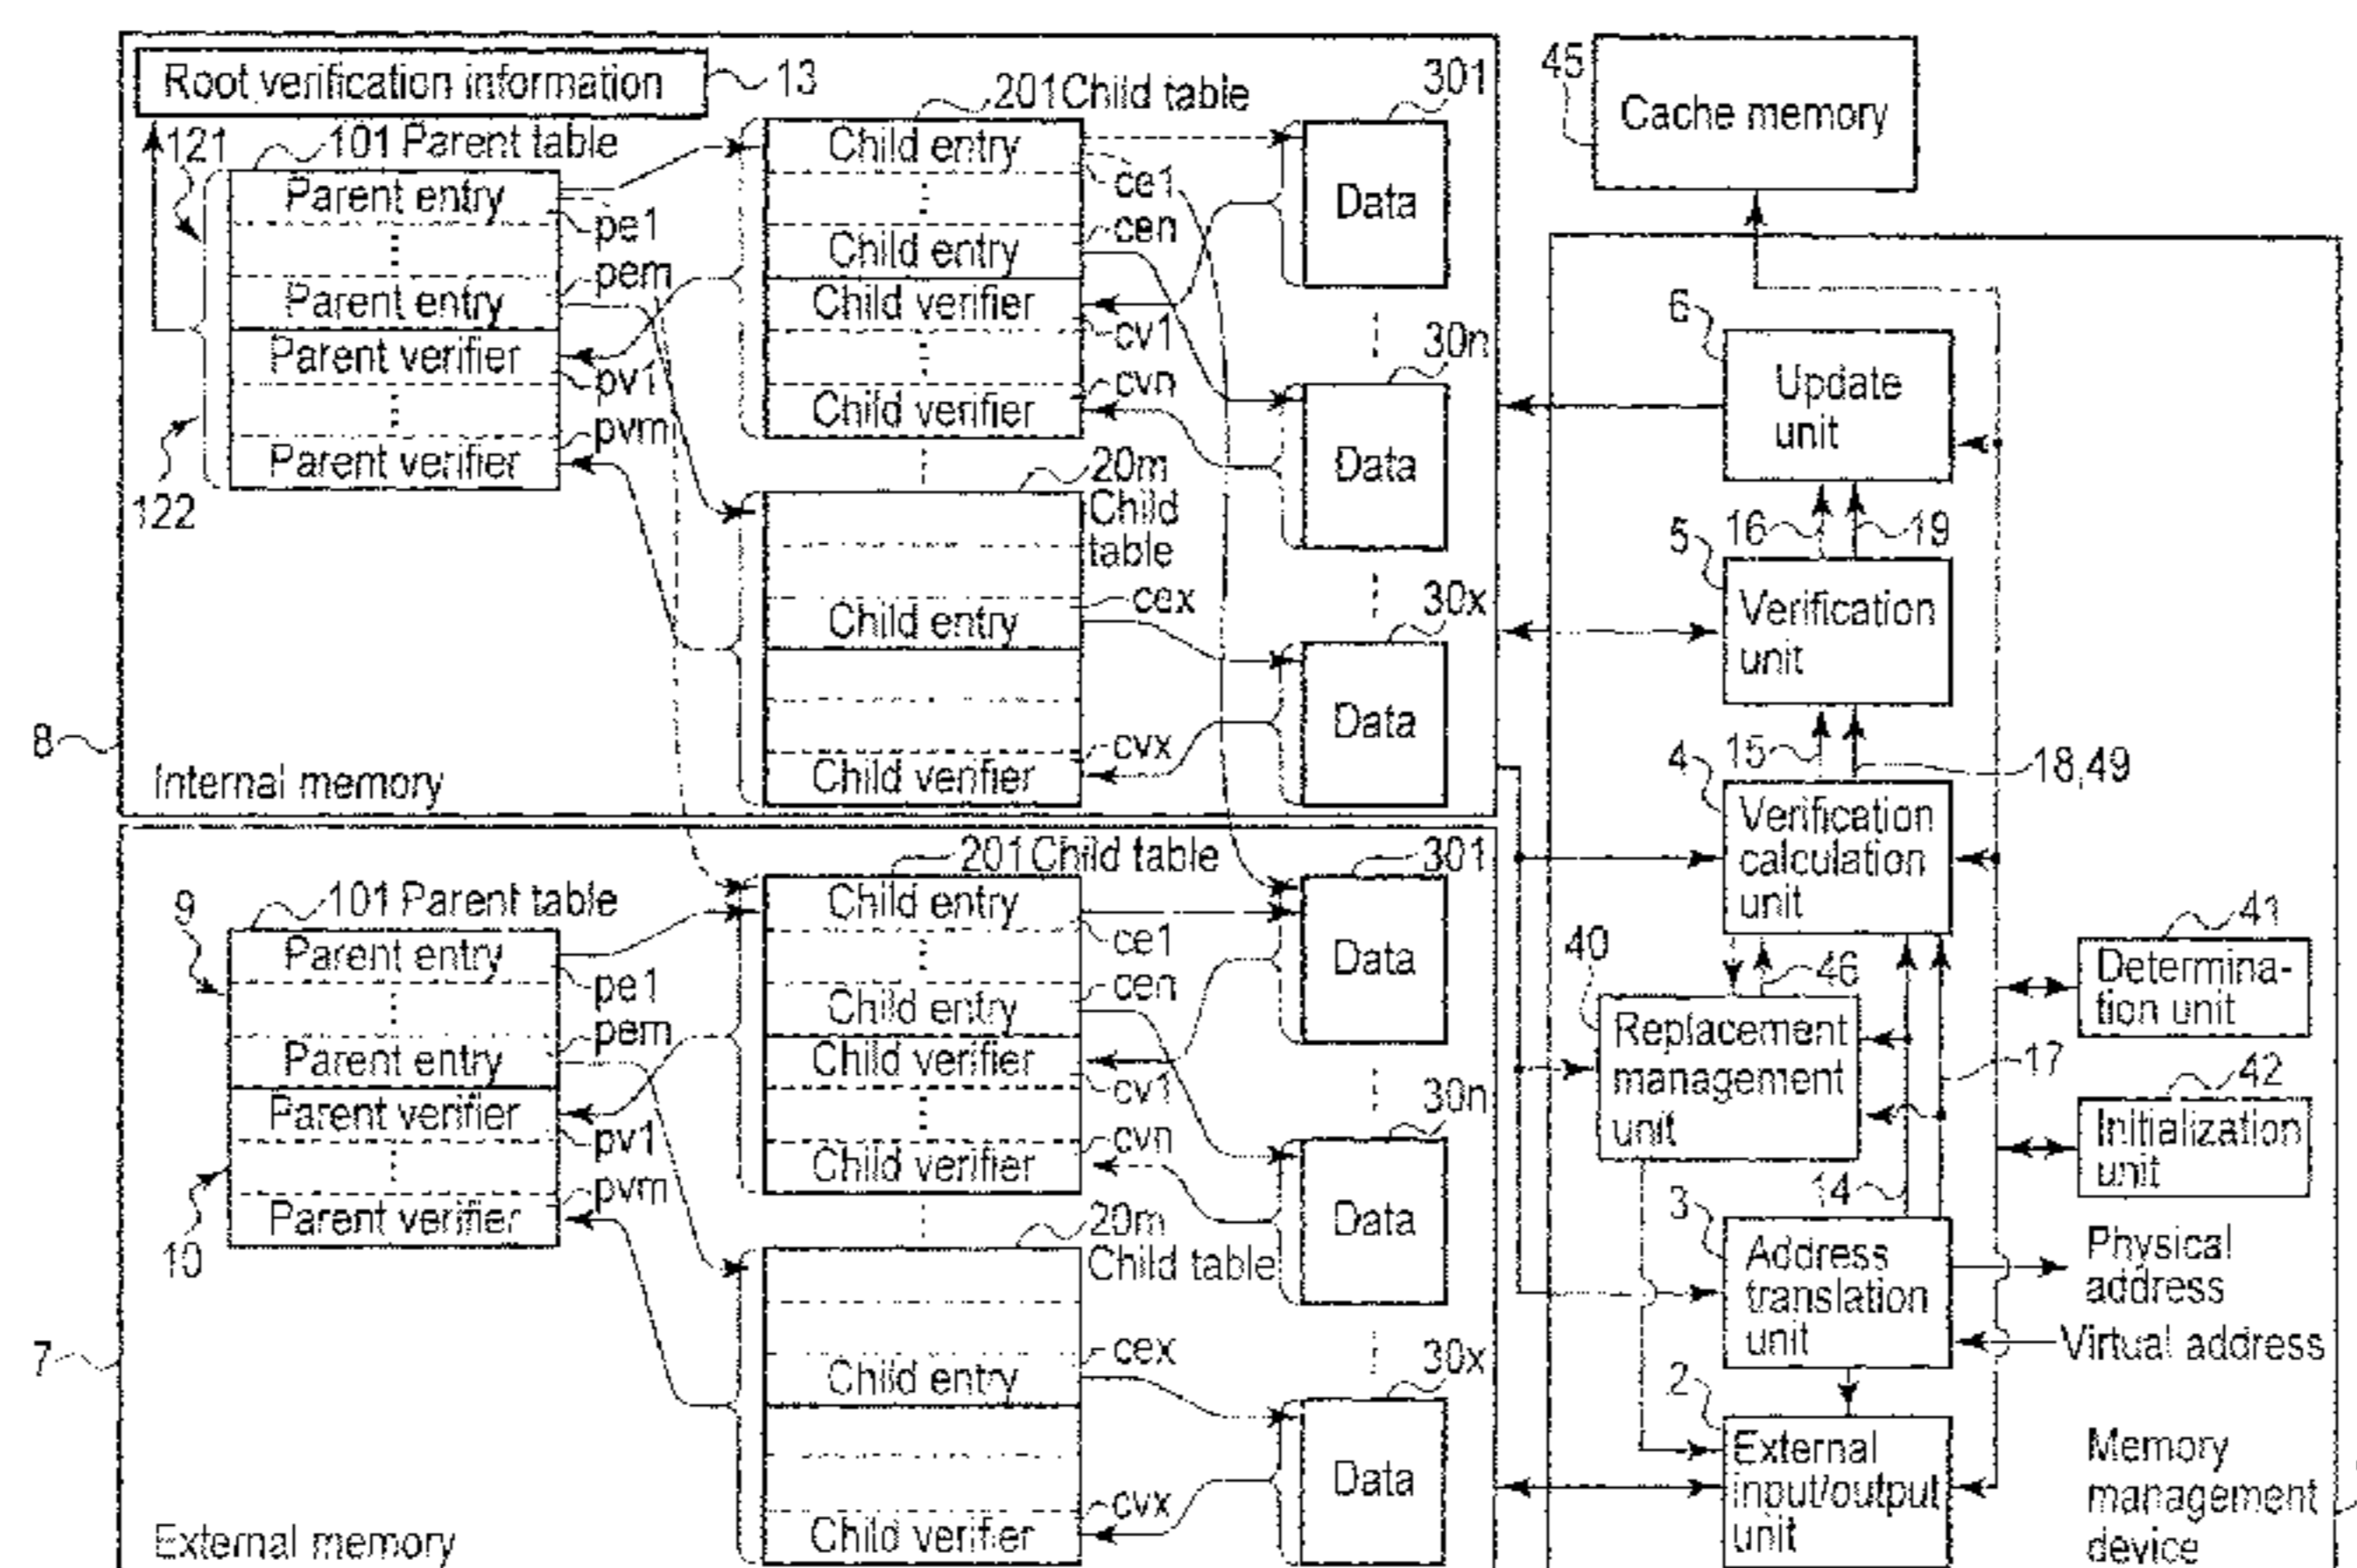 Root verification information
13
121
101 Parent table
Parent entry
pe1
pem
Parent entry
Parent verifier
pv1
pvm
Parent verifier
122
201 Child table
Child entry
ce1
cen
Child entry
Child verifier
cv1
cvn
Child verifier
20m
Child
table
cex
Child entry
cvx
Child verifier
301
Data
30n
Data
30x
Data
8
Internal memory
9
101 Parent table
Parent entry
pe1
pem
Parent entry
Parent verifier
pv1
pvm
Parent verifier
10
201 Child table
Child entry
ce1
cen
Child entry
Child verifier
cv1
cvn
Child verifier
20m
Child table
cex
Child entry
cvx
Child verifier
301
Data
30n
Data
30x
Data
7
External memory
45
Cache memory
6
Update
unit
16
19
5
Verification
unit
15
18,49
4
Verification
calculation
unit
40
46
Replacement
management
unit
41
Determina-
tion unit
17
42
Initialization
unit
14
3
Address
translation
unit
Physical
address
Virtual address
2
External
input/output
unit
Memory
management
device